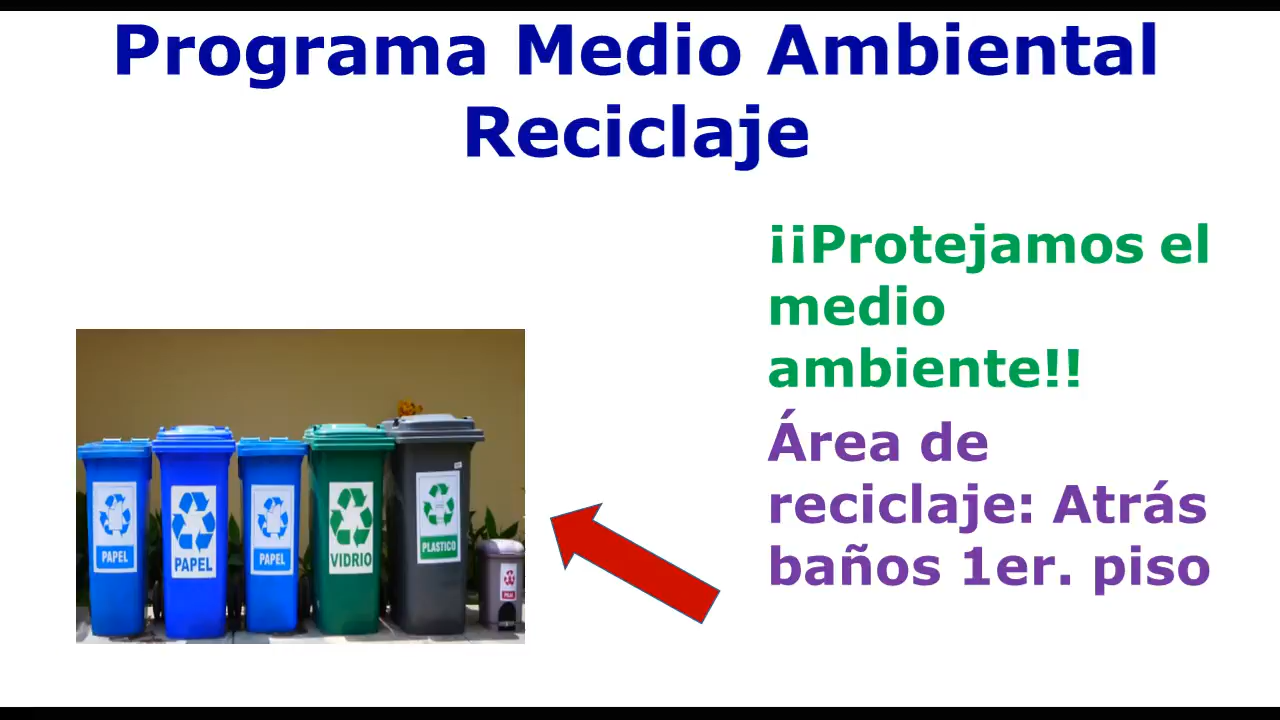 Programa Medio Ambiental
Reciclaje
¡¡Protejamos el
medio
ambiente!!
Área de
reciclaje: Atrás
baños 1er. piso
PAPEL
PAPEL
PAPEL
VIDRIO
PLASTICO